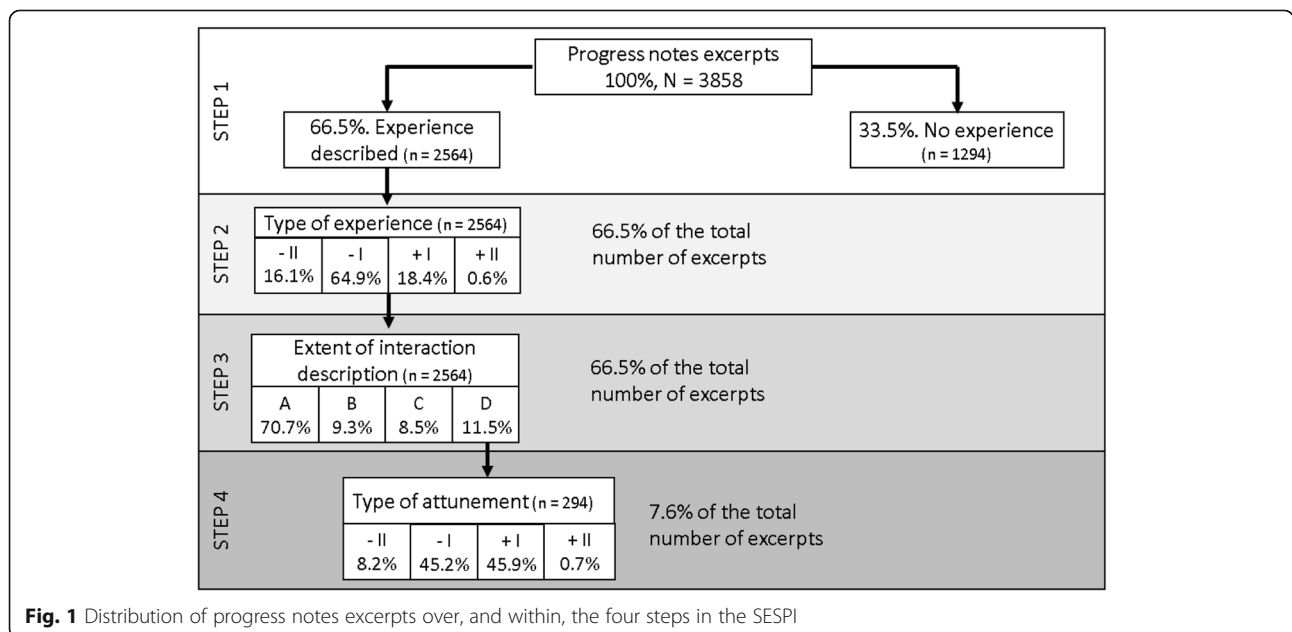 Progress notes excerpts
100%, N = 3858
STEP 1
66.5%. Experience
described (n = 2564)
33.5%. No experience
(n = 1294)
STEP 2
Type of experience (n = 2564)
- II - I + I + II
16.1% 64.9% 18.4% 0.6%
66.5% of the total
number of excerpts
STEP 3
Extent of interaction
description (n = 2564)
A B C D
70.7% 9.3% 8.5% 11.5%
66.5% of the total
number of excerpts
STEP 4
Type of attunement (n = 294)
- II - I + I + II
8.2% 45.2% 45.9% 0.7%
7.6% of the total
number of excerpts
Fig. 1 Distribution of progress notes excerpts over, and within, the four steps in the SESPI